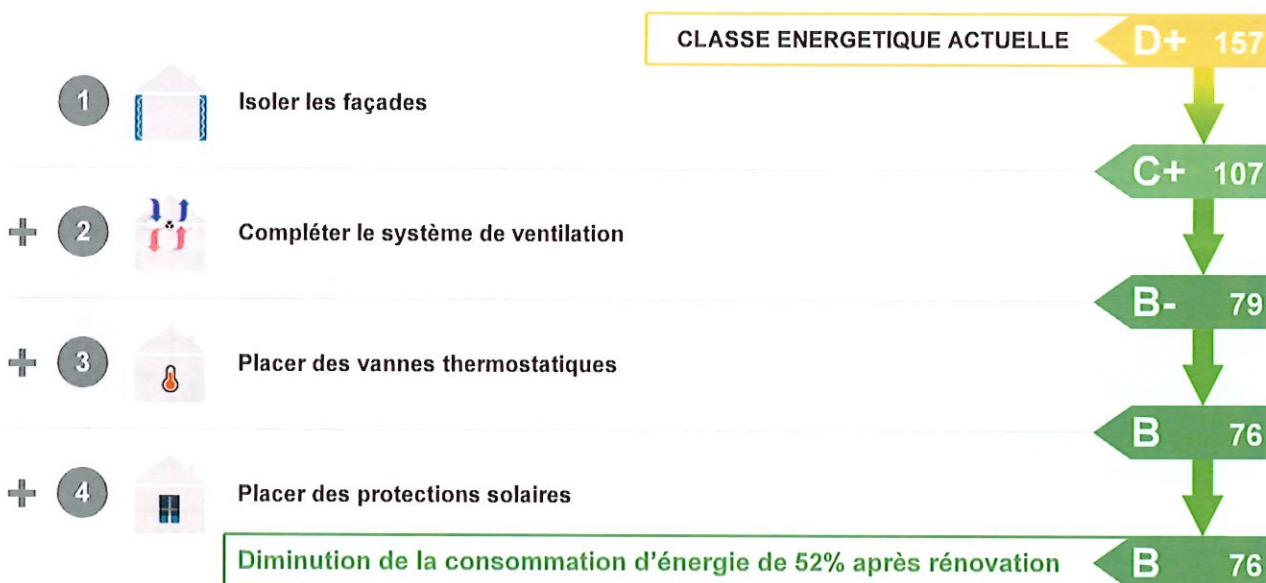 CLASSE ENERGETIQUE ACTUELLE D+ 157
1 Isoler les façades
C+ 107
+ 2 Compléter le système de ventilation
B- 79
+ 3 Placer des vannes thermostatiques
B 76
+ 4 Placer des protections solaires
Diminution de la consommation d'énergie de 52% après rénovation B 76